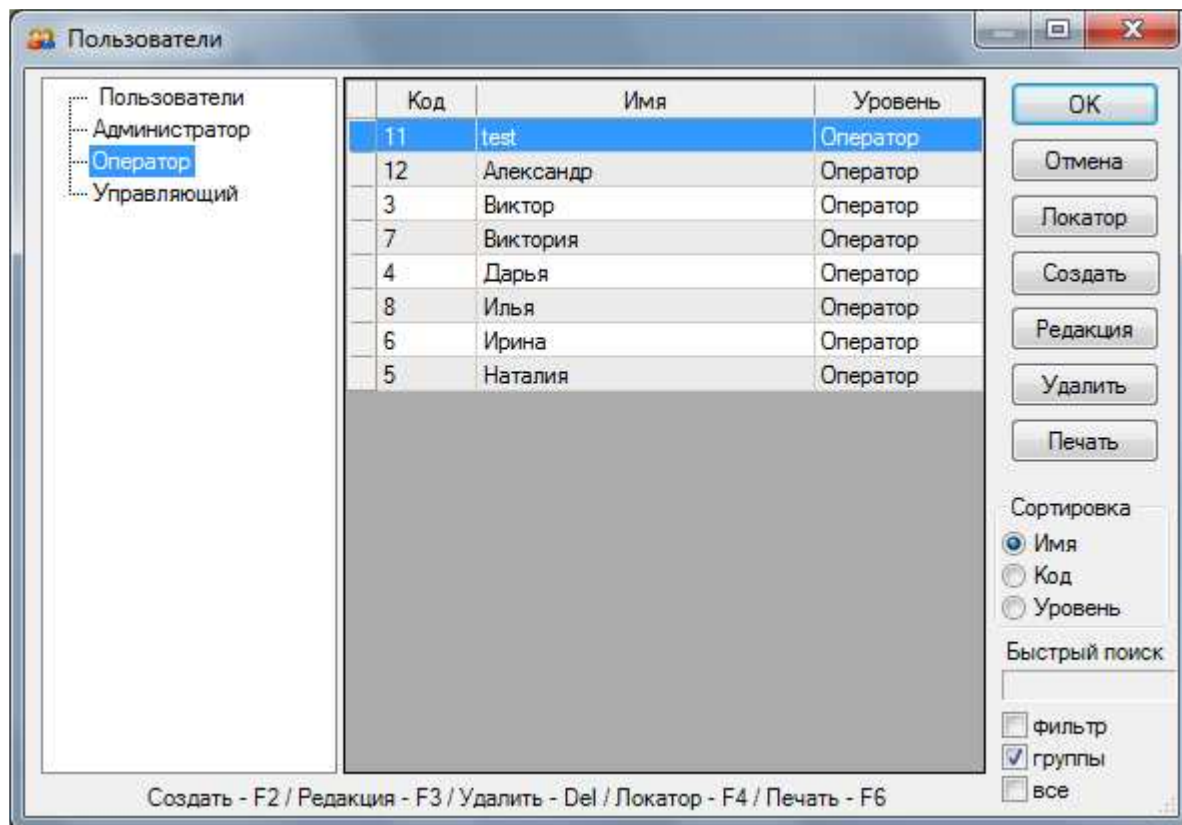 Пользователи
Пользователи
Администратор
Оператор
Управляющий
Код Имя Уровень
11 test Оператор
12 Александр Оператор
3 Виктор Оператор
7 Виктория Оператор
4 Дарья Оператор
8 Илья Оператор
6 Ирина Оператор
5 Наталия Оператор
OK
Отмена
Локатор
Создать
Редакция
Удалить
Печать
Сортировка
Имя
Код
Уровень
Быстрый поиск
фильтр
группы
все
Создать - F2 / Редакция - F3 / Удалить - Del / Локатор - F4 / Печать - F6